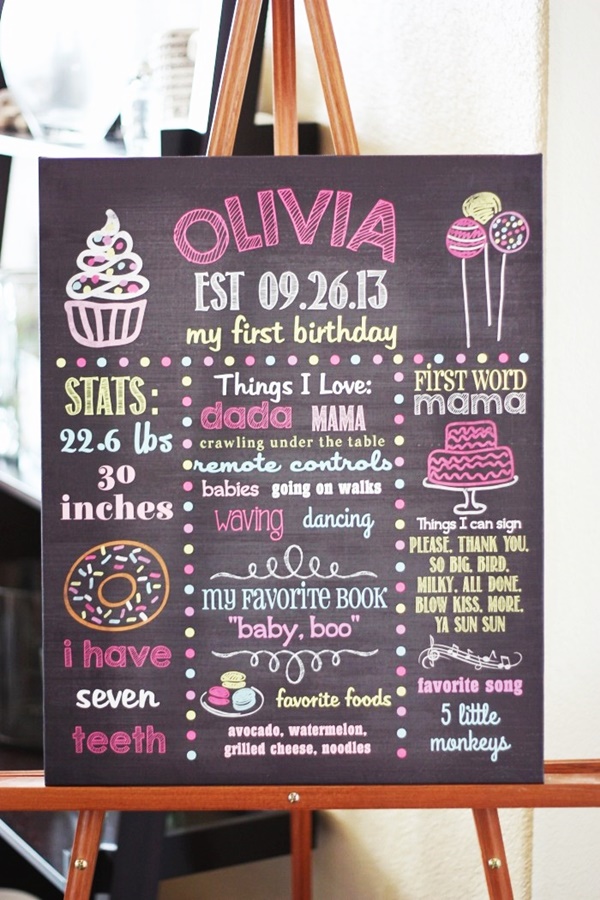 OLIVIA
EST 09.26.13
my first birthday
STATS:
22.6 lbs
30
inches
i have
seven
teeth
Things I Love:
dada MAMA
crawling under the table
remote controls
babies going on walks
waving dancing
my FAVORITE BOOK
"baby, boo"
favorite foods
avocado, watermelon,
grilled cheese, noodles
FIRST WORD
mama
Things I can sign
PLEASE. THANK YOU.
SO BIG. BIRD.
MILKY. ALL DONE.
BLOW KISS. MORE.
YA SUN SUN
favorite song
5 little
monkeys